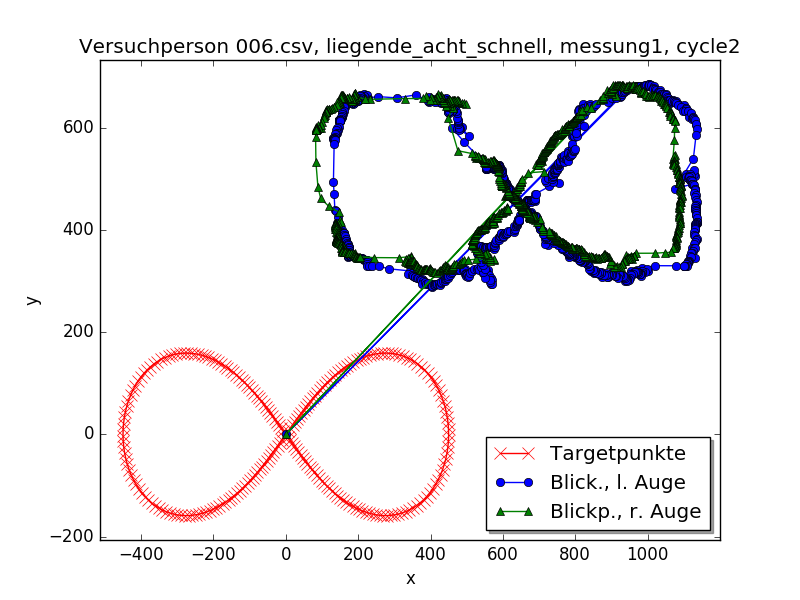 Versuchperson 006.csv, liegende_acht_schnell, messung1, cycle2
y
600
400
200
0
−200
−400
−200
0
200
400
600
800
1000
x
Targetpunkte
Blick., l. Auge
Blickp., r. Auge